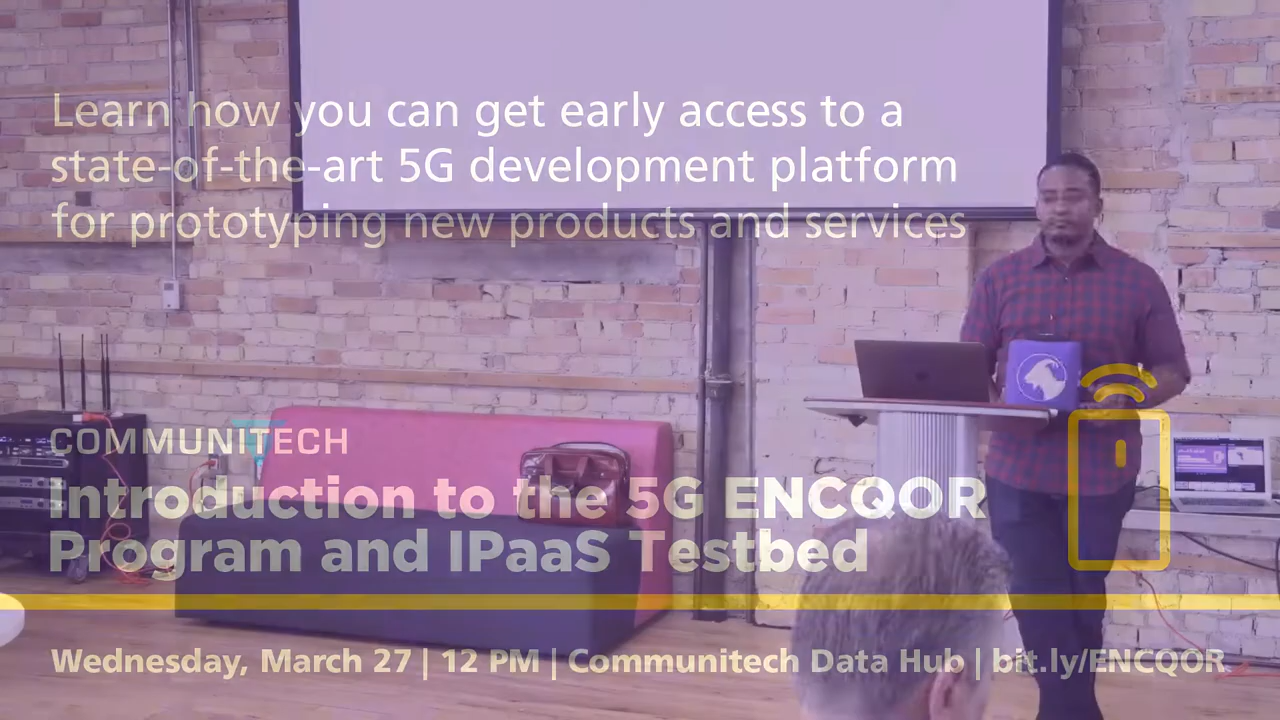 Learn how you can get early access to a
state-of-the-art 5G development platform
for prototyping new products and services
COMMUNITECH
Introduction to the 5G ENCQOR
Program and IPaaS Testbed
Wednesday, March 27 | 12 PM | Communitech Data Hub | bit.ly/ENCQOR